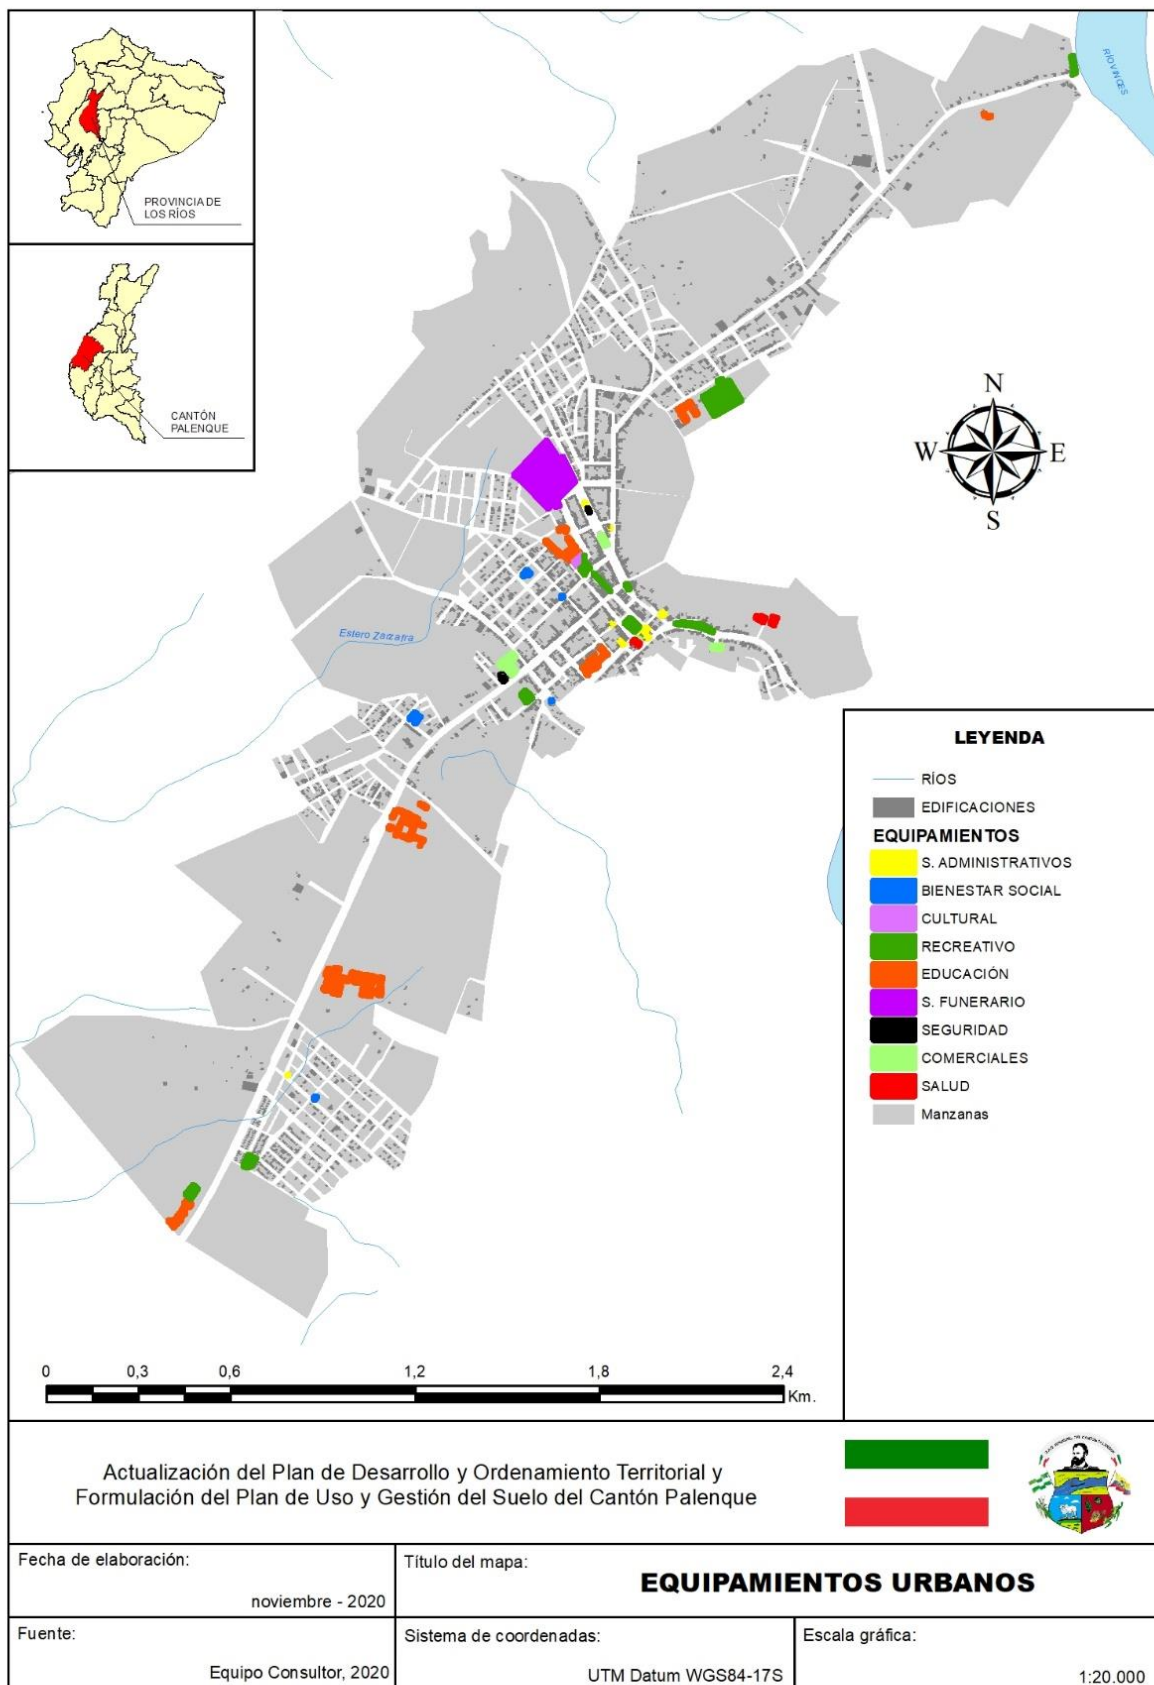 PROVINCIA DE
LOS RÍOS
CANTÓN
PALENQUE
RÍO VINCES
N
W
E
S
Estero Zarzafra
LEYENDA
RÍOS
EDIFICACIONES
EQUIPAMIENTOS
S. ADMINISTRATIVOS
BIENESTAR SOCIAL
CULTURAL
RECREATIVO
EDUCACIÓN
S. FUNERARIO
SEGURIDAD
COMERCIALES
SALUD
Manzanas
0 0,3 0,6 1,2 1,8 2,4
Km.
Actualización del Plan de Desarrollo y Ordenamiento Territorial y
Formulación del Plan de Uso y Gestión del Suelo del Cantón Palenque
Fecha de elaboración:
noviembre - 2020
Título del mapa:
EQUIPAMIENTOS URBANOS
Fuente:
Equipo Consultor, 2020
Sistema de coordenadas:
UTM Datum WGS84-17S
Escala gráfica:
1:20.000